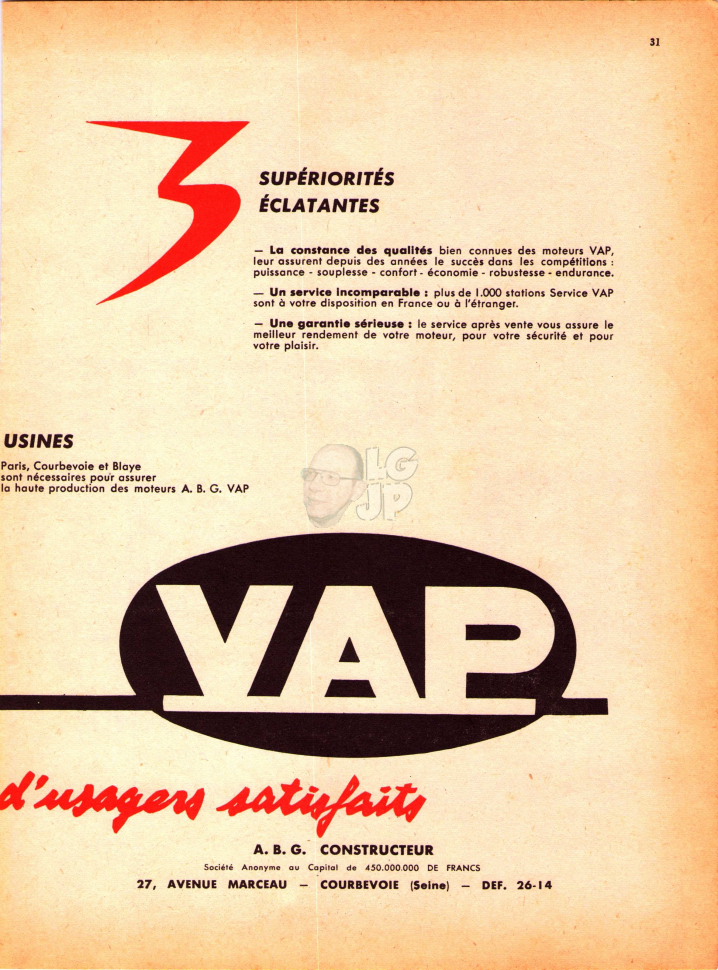 31
3
SUPÉRIORITÉS
ÉCLATANTES
— La constance des qualités bien connues des moteurs VAP,
leur assurent depuis des années le succès dans les compétitions :
puissance - souplesse - confort - économie - robustesse - endurance.
— Un service incomparable : plus de 1.000 stations Service VAP
sont à votre disposition en France ou à l'étranger.
— Une garantie sérieuse : le service après vente vous assure le
meilleur rendement de votre moteur, pour votre sécurité et pour
votre plaisir.
USINES
Paris, Courbevoie et Blaye
sont nécessaires pour assurer
la haute production des moteurs A. B. G. VAP
LG
JP
VAP
d'usagers satisfaits
A. B. G. CONSTRUCTEUR
Société Anonyme au Capital de 450.000.000 DE FRANCS
27, AVENUE MARCEAU — COURBEVOIE (Seine) — DEF. 26-14